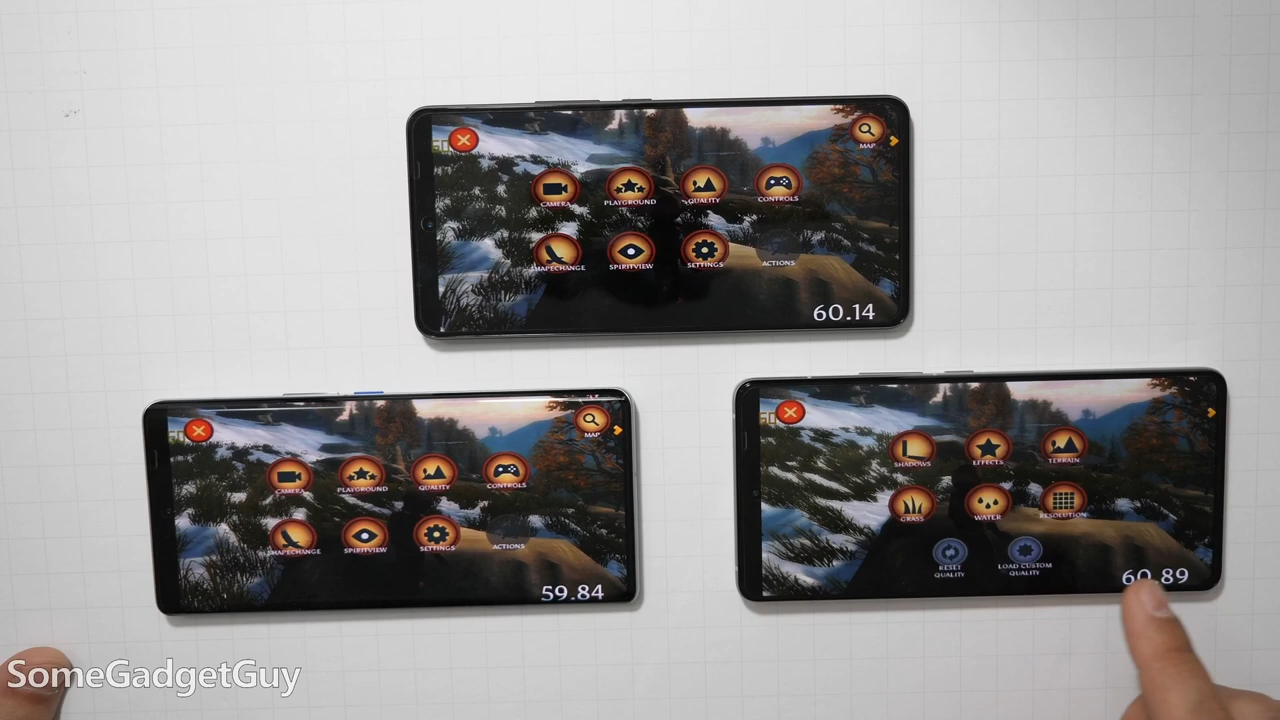 MAP
CAMERA
PLAYGROUND
QUALITY
CONTROLS
SHAPECHANGE
SPIRITVIEW
SETTINGS
ACTIONS
60.14
MAP
CAMERA
PLAYGROUND
QUALITY
CONTROLS
SHAPECHANGE
SPIRITVIEW
SETTINGS
ACTIONS
59.84
SHADOWS
EFFECTS
TERRAIN
GRASS
WATER
RESOLUTION
RESET
QUALITY
LOAD CUSTOM
QUALITY
60.89
SomeGadgetGuy